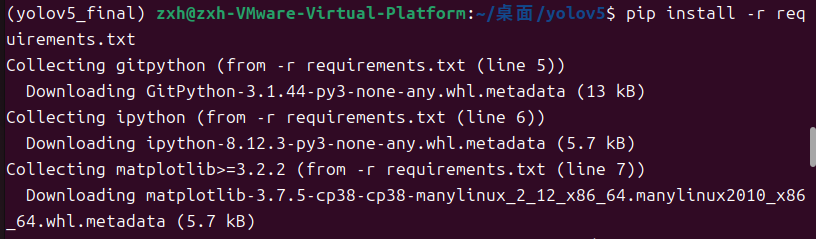 (yolov5_final) zxh@zxh-VMware-Virtual-Platform:~/桌面/yolov5$ pip install -r req
uirements.txt
Collecting gitpython (from -r requirements.txt (line 5))
  Downloading GitPython-3.1.44-py3-none-any.whl.metadata (13 kB)
Collecting ipython (from -r requirements.txt (line 6))
  Downloading ipython-8.12.3-py3-none-any.whl.metadata (5.7 kB)
Collecting matplotlib>=3.2.2 (from -r requirements.txt (line 7))
  Downloading matplotlib-3.7.5-cp38-cp38-manylinux_2_12_x86_64.manylinux2010_x86
_64.whl.metadata (5.7 kB)